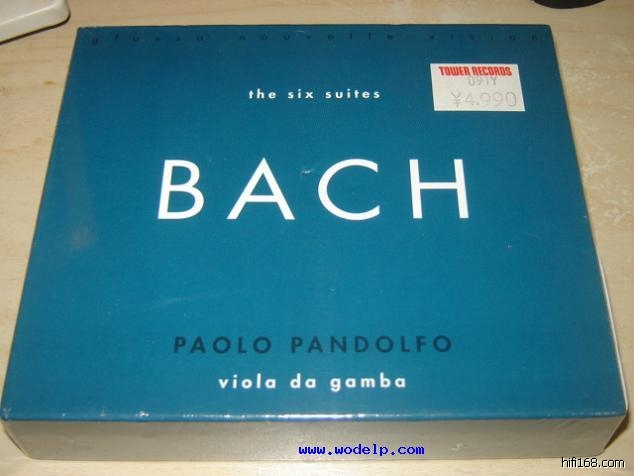 glossa nouvelle vision
the six suites
TOWER RECORDS
D91Y
¥4,990
BACH
PAOLO PANDOLFO
viola da gamba
www.wodelp.com
hifi168.com